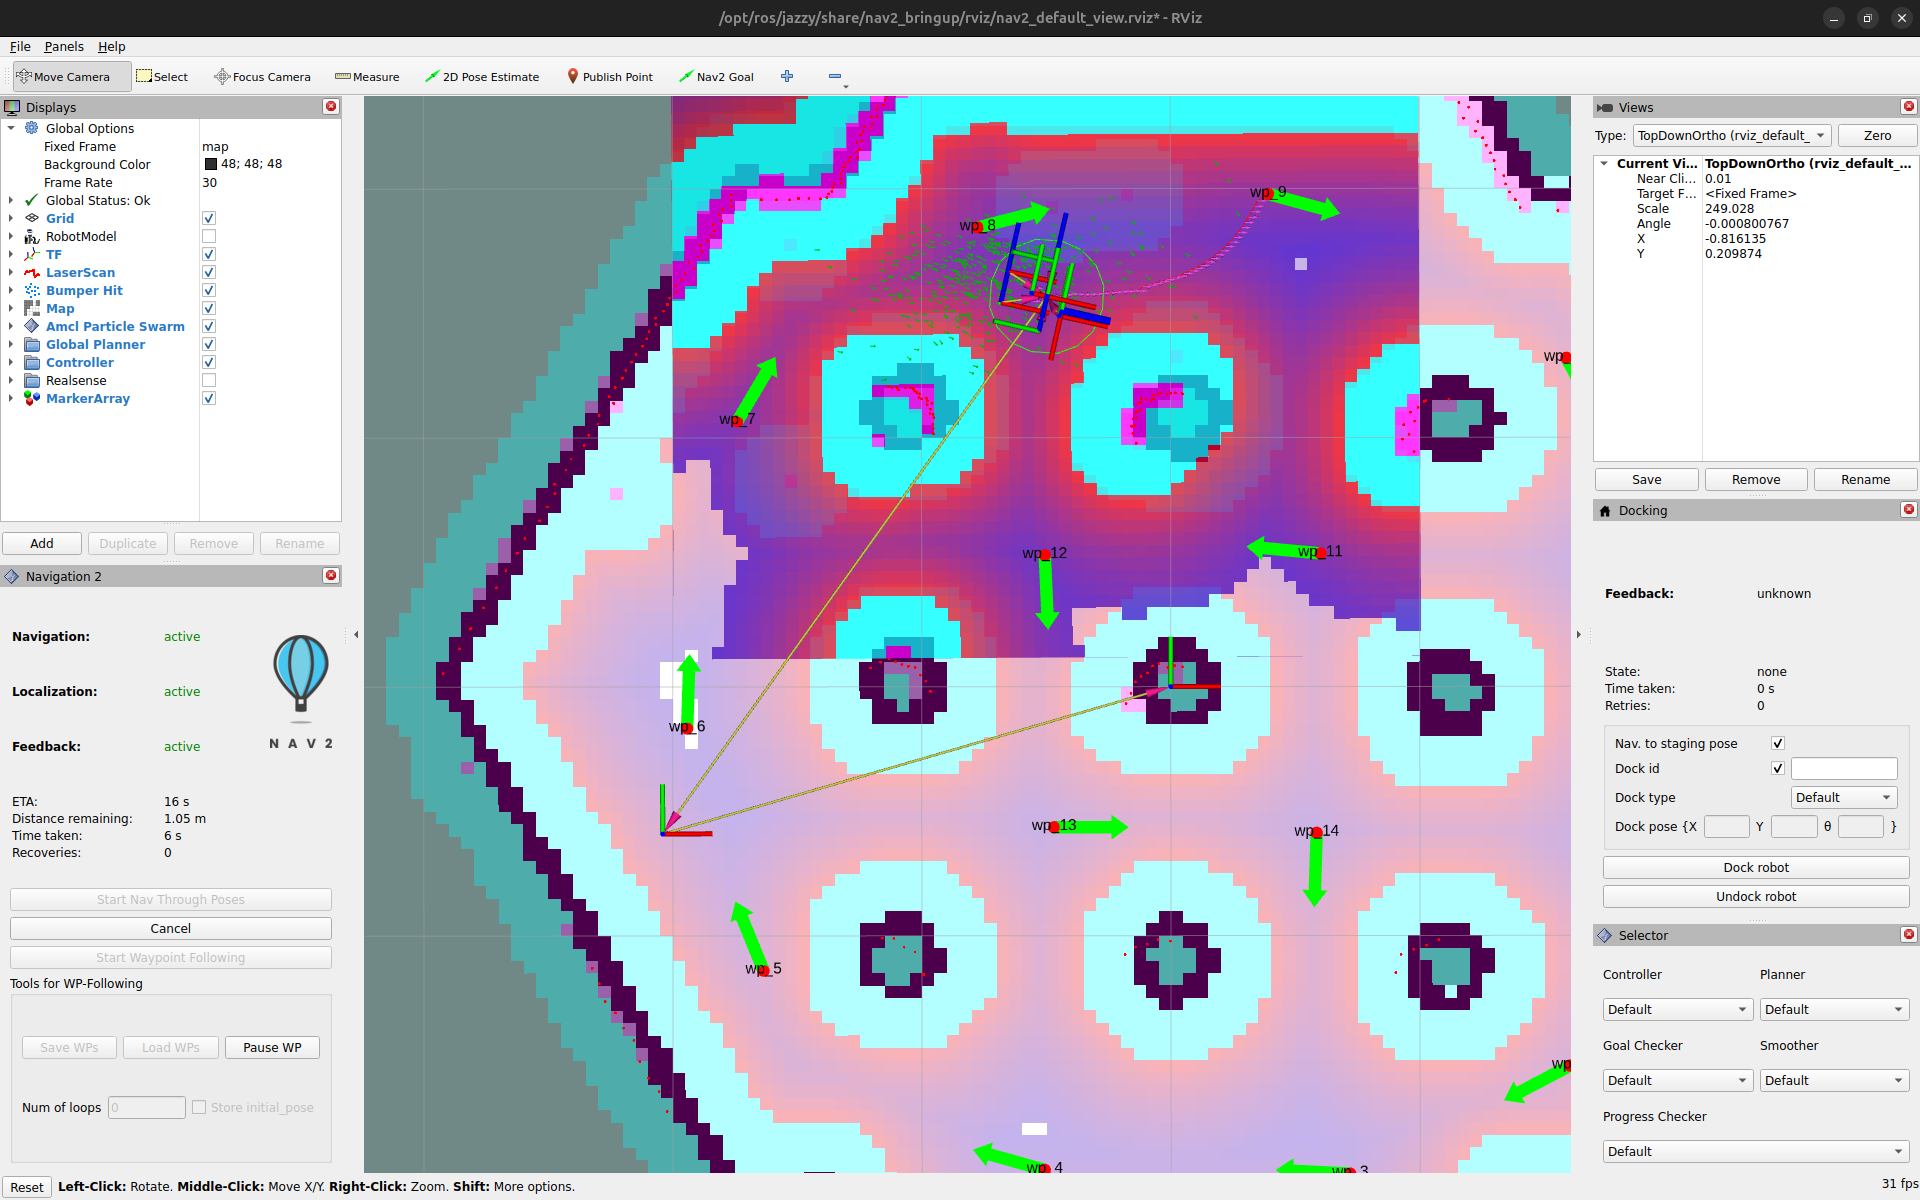 /opt/ros/jazzy/share/nav2_bringup/rviz/nav2_default_view.rviz* - RViz
File Panels Help
Move Camera Select Focus Camera Measure 2D Pose Estimate Publish Point Nav2 Goal
Displays
Global Options
Fixed Frame map
Background Color 48; 48; 48
Frame Rate 30
Global Status: Ok
Grid
RobotModel
TF
LaserScan
Bumper Hit
Map
Amcl Particle Swarm
Global Planner
Controller
Realsense
MarkerArray
Add Duplicate Remove Rename
Navigation 2
Navigation: active
Localization: active
Feedback: active
NAV2
ETA: 16 s
Distance remaining: 1.05 m
Time taken: 6 s
Recoveries: 0
Start Nav Through Poses
Cancel
Start Waypoint Following
Tools for WP-Following
Save WPs Load WPs Pause WP
Num of loops 0 Store initial_pose
wp_9
wp_8
wp_
wp_7
wp_12
wp_11
wp_6
wp_13
wp_14
wp_5
wp
wp_4
wp_3
Views
Type: TopDownOrtho (rviz_default_ Zero
Current Vi... TopDownOrtho (rviz_default_...
Near Cli... 0.01
Target F... <Fixed Frame>
Scale 249.028
Angle -0.000800767
X -0.816135
Y 0.209874
Save Remove Rename
Docking
Feedback: unknown
State: none
Time taken: 0 s
Retries: 0
Nav. to staging pose
Dock id
Dock type Default
Dock pose {X Y θ }
Dock robot
Undock robot
Selector
Controller Planner
Default Default
Goal Checker Smoother
Default Default
Progress Checker
Default
Reset Left-Click: Rotate. Middle-Click: Move X/Y. Right-Click: Zoom. Shift: More options. 31 fps